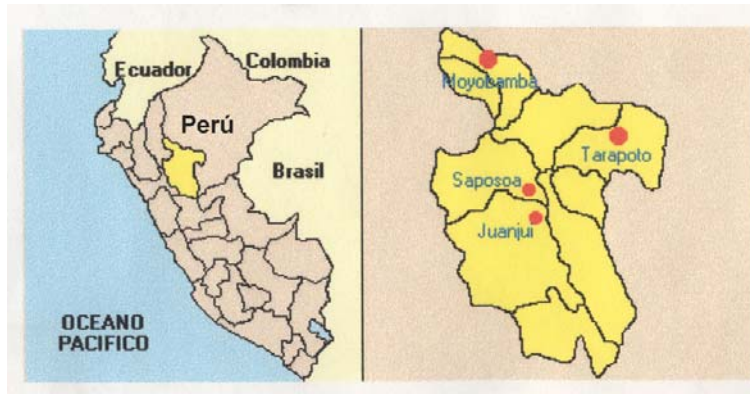 Ecuador
Colombia
Perú
Brasil
OCEANO
PACIFICO
Moyobamba
Tarapoto
Saposoa
Juanjui